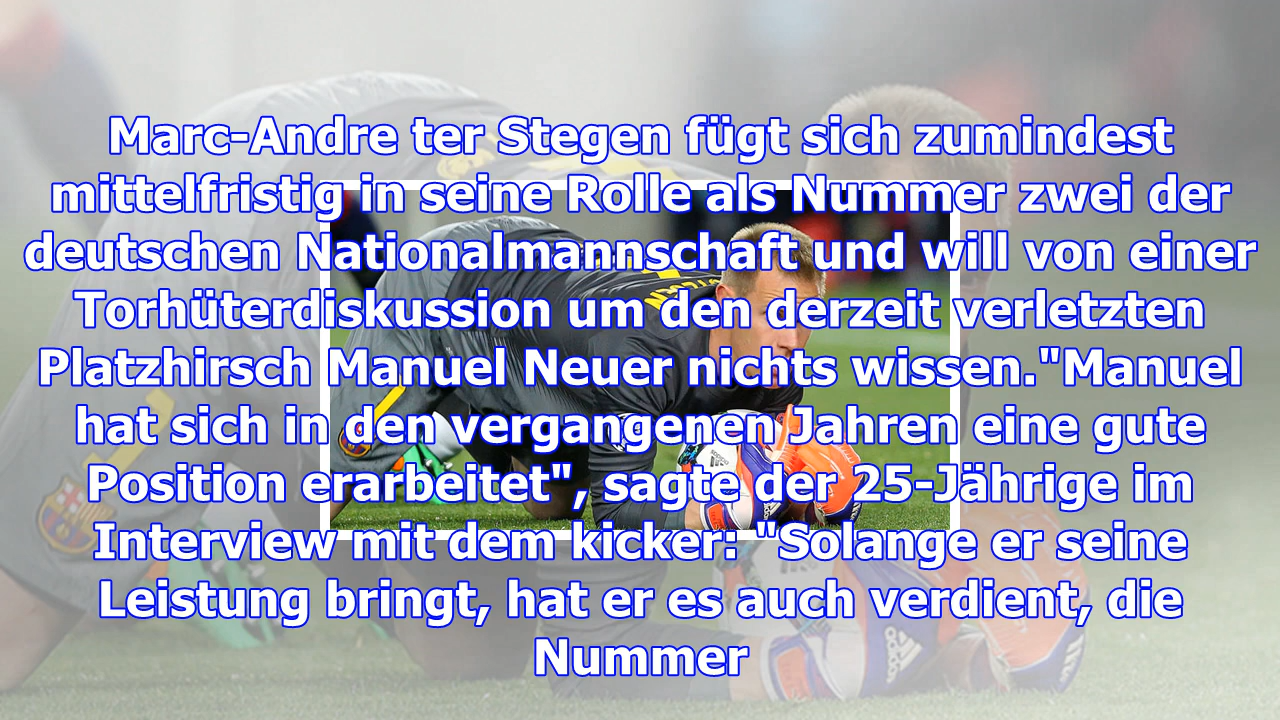 Marc-Andre ter Stegen fügt sich zumindest
mittelfristig in seine Rolle als Nummer zwei der
deutschen Nationalmannschaft und will von einer
Torhüterdiskussion um den derzeit verletzten
Platzhirsch Manuel Neuer nichts wissen."Manuel
hat sich in den vergangenen Jahren eine gute
Position erarbeitet", sagte der 25-Jährige im
Interview mit dem kicker: "Solange er seine
Leistung bringt, hat er es auch verdient, die
Nummer